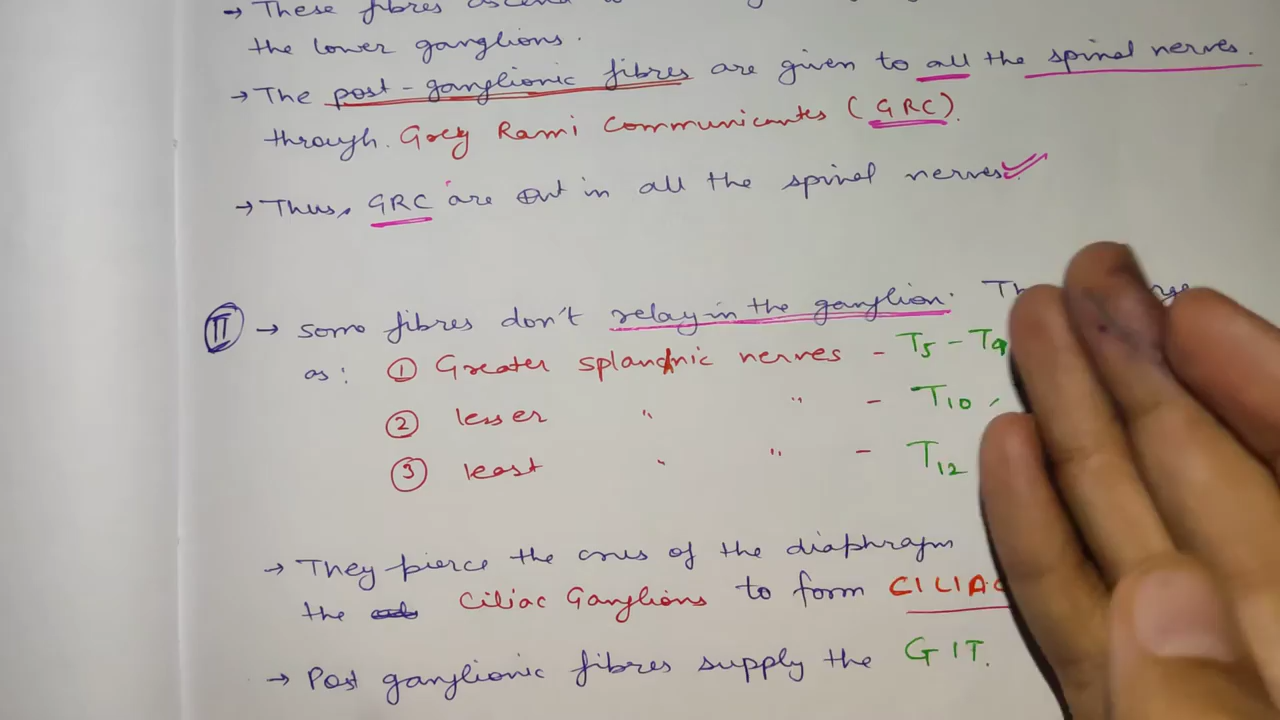 → These fibres ascend
the lower ganglions.
→ The post-ganglionic fibres are given to all the spinal nerves.
through. Grey Rami Communicantes (GRC).
→ Thus, GRC are in all the spinal nerves
II → Some fibres don't relay in the ganglion.
as: ① Greater splanchnic nerves - T5 - T9
② lesser " " - T10,
③ least " " - T12
→ They pierce the crus of the diaphragm
the Ciliac Ganglions to form CILIAC
→ Post ganglionic fibres supply the GIT.